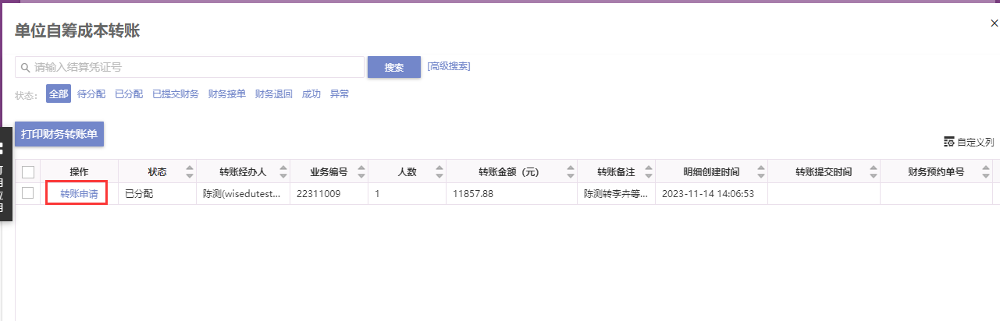 单位自筹成本转账
×
请输入结算凭证号
搜索
[高级搜索]
状态:
全部
待分配
已分配
已提交财务
财务接单
财务退回
成功
异常
打印财务转账单
自定义列
操作
状态
转账经办人
业务编号
人数
转账金额（元）
转账备注
明细创建时间
转账提交时间
财务预约单号
转账申请
已分配
陈测(wisedutest...
22311009
1
11857.88
陈测转李卉等...
2023-11-14 14:06:53